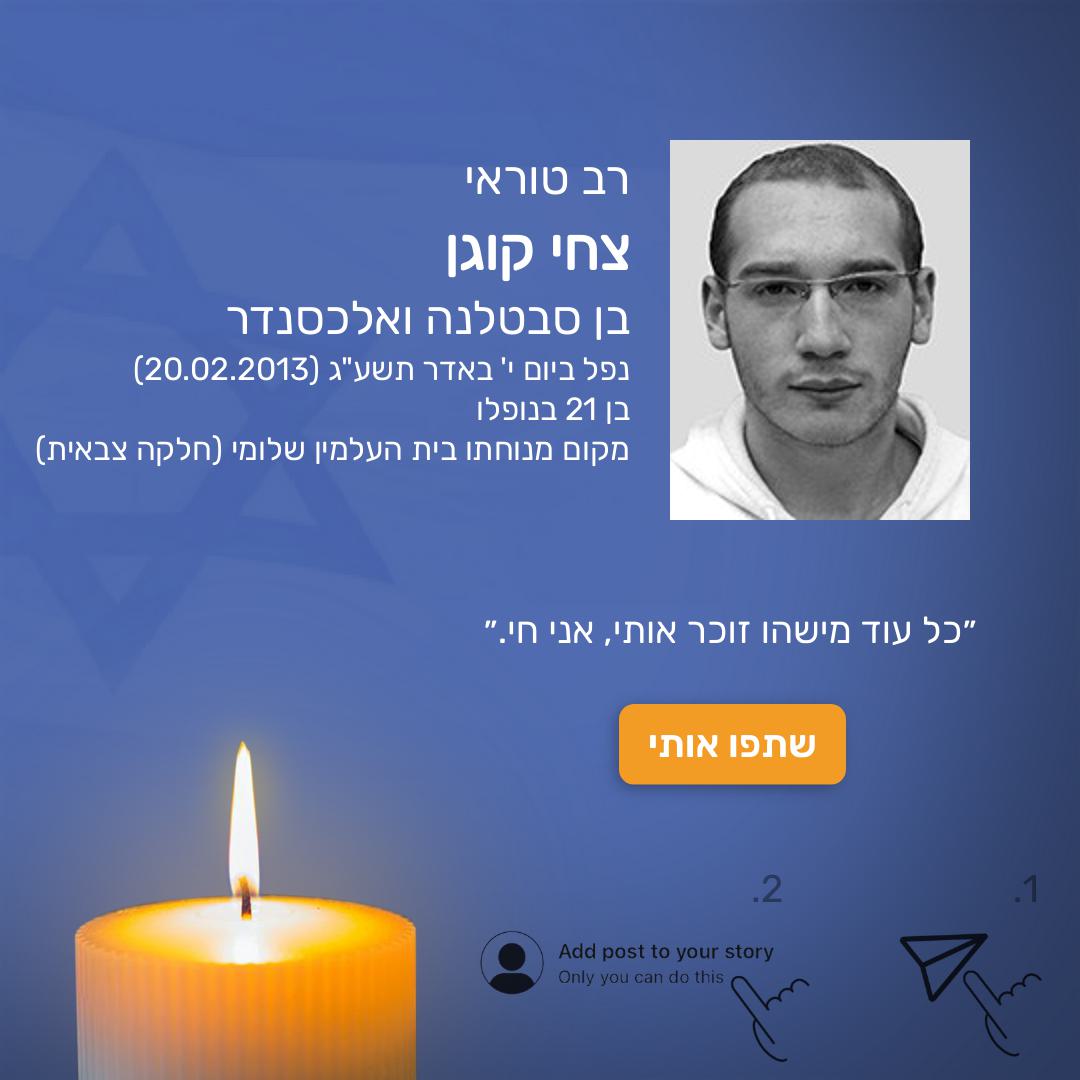 רב טוראי
צחי קוגן
בן סבטלנה ואלכסנדר
נפל ביום י' באדר תשע"ג (20.02.2013)
בן 21 בנופלו
מקום מנוחתו בית העלמין שלומי (חלקה צבאית)
״כל עוד מישהו זוכר אותי, אני חי.״
שתפו אותי
.1
.2
Add post to your story
Only you can do this